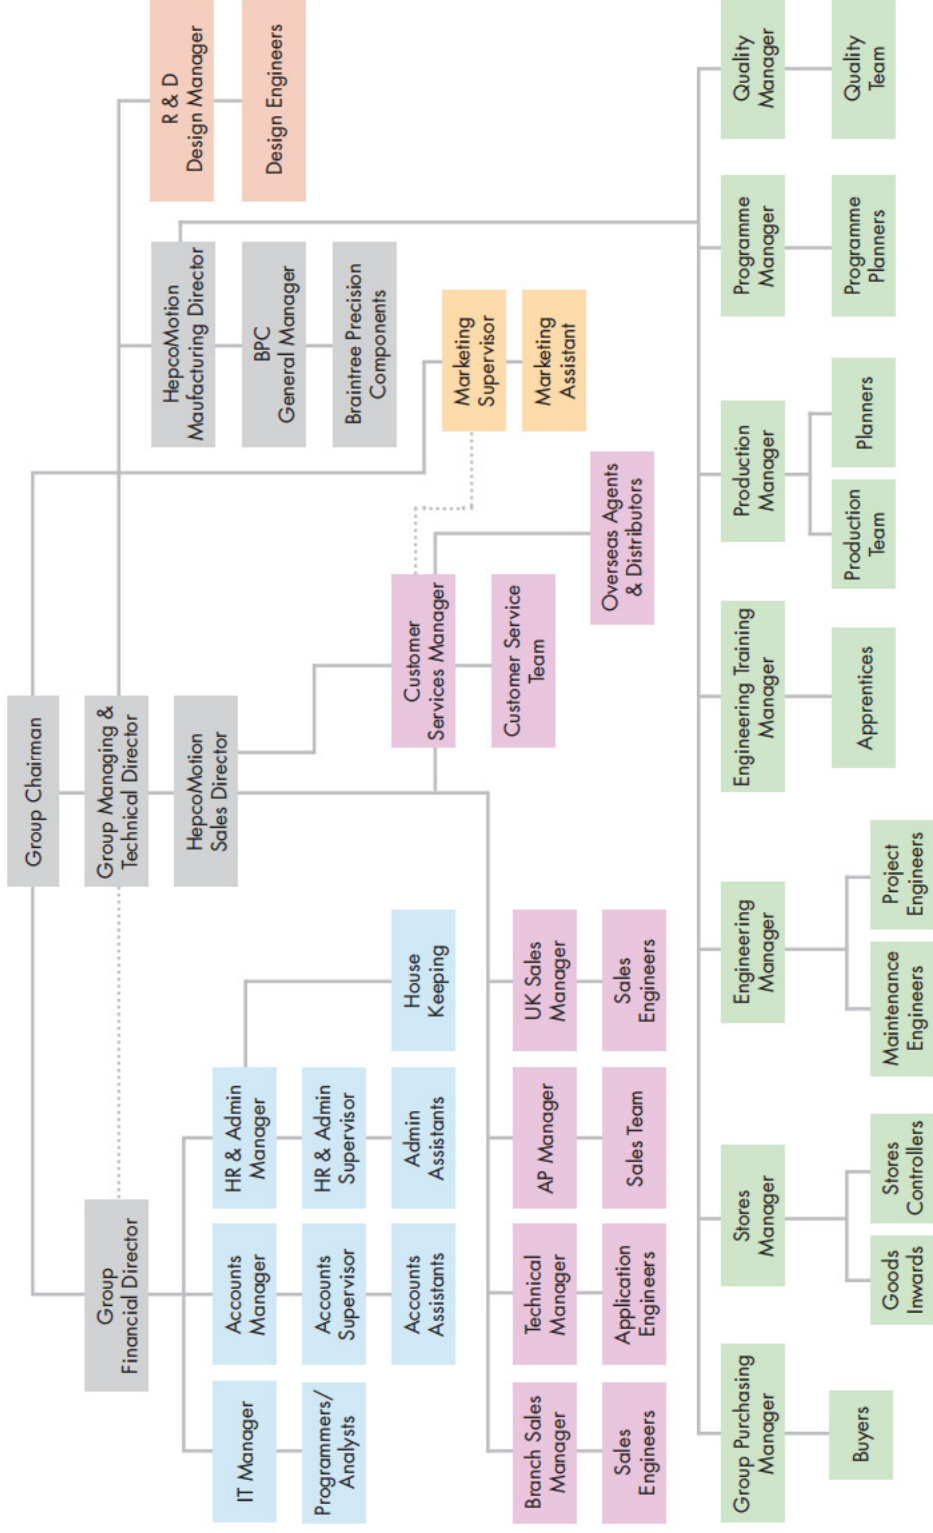 Group Chairman
Group
Financial Director
Group Managing &
Technical Director
HepcoMotion
Sales Director
HepcoMotion
Maufacturing Director
R & D
Design Manager
BPC
General Manager
Design Engineers
Braintree Precision
Components
IT Manager
Accounts
Manager
HR & Admin
Manager
Programmers/
Analysts
Accounts
Supervisor
HR & Admin
Supervisor
Accounts
Assistants
Admin
Assistants
House
Keeping
Customer
Services Manager
Marketing
Supervisor
Customer Service
Team
Marketing
Assistant
Overseas Agents
& Distributors
Branch Sales
Manager
Technical
Manager
AP Manager
UK Sales
Manager
Sales
Engineers
Application
Engineers
Sales Team
Sales
Engineers
Group Purchasing
Manager
Stores
Manager
Engineering
Manager
Engineering Training
Manager
Production
Manager
Programme
Manager
Quality
Manager
Buyers
Goods
Inwards
Stores
Controllers
Maintenance
Engineers
Project
Engineers
Apprentices
Production
Team
Planners
Programme
Planners
Quality
Team